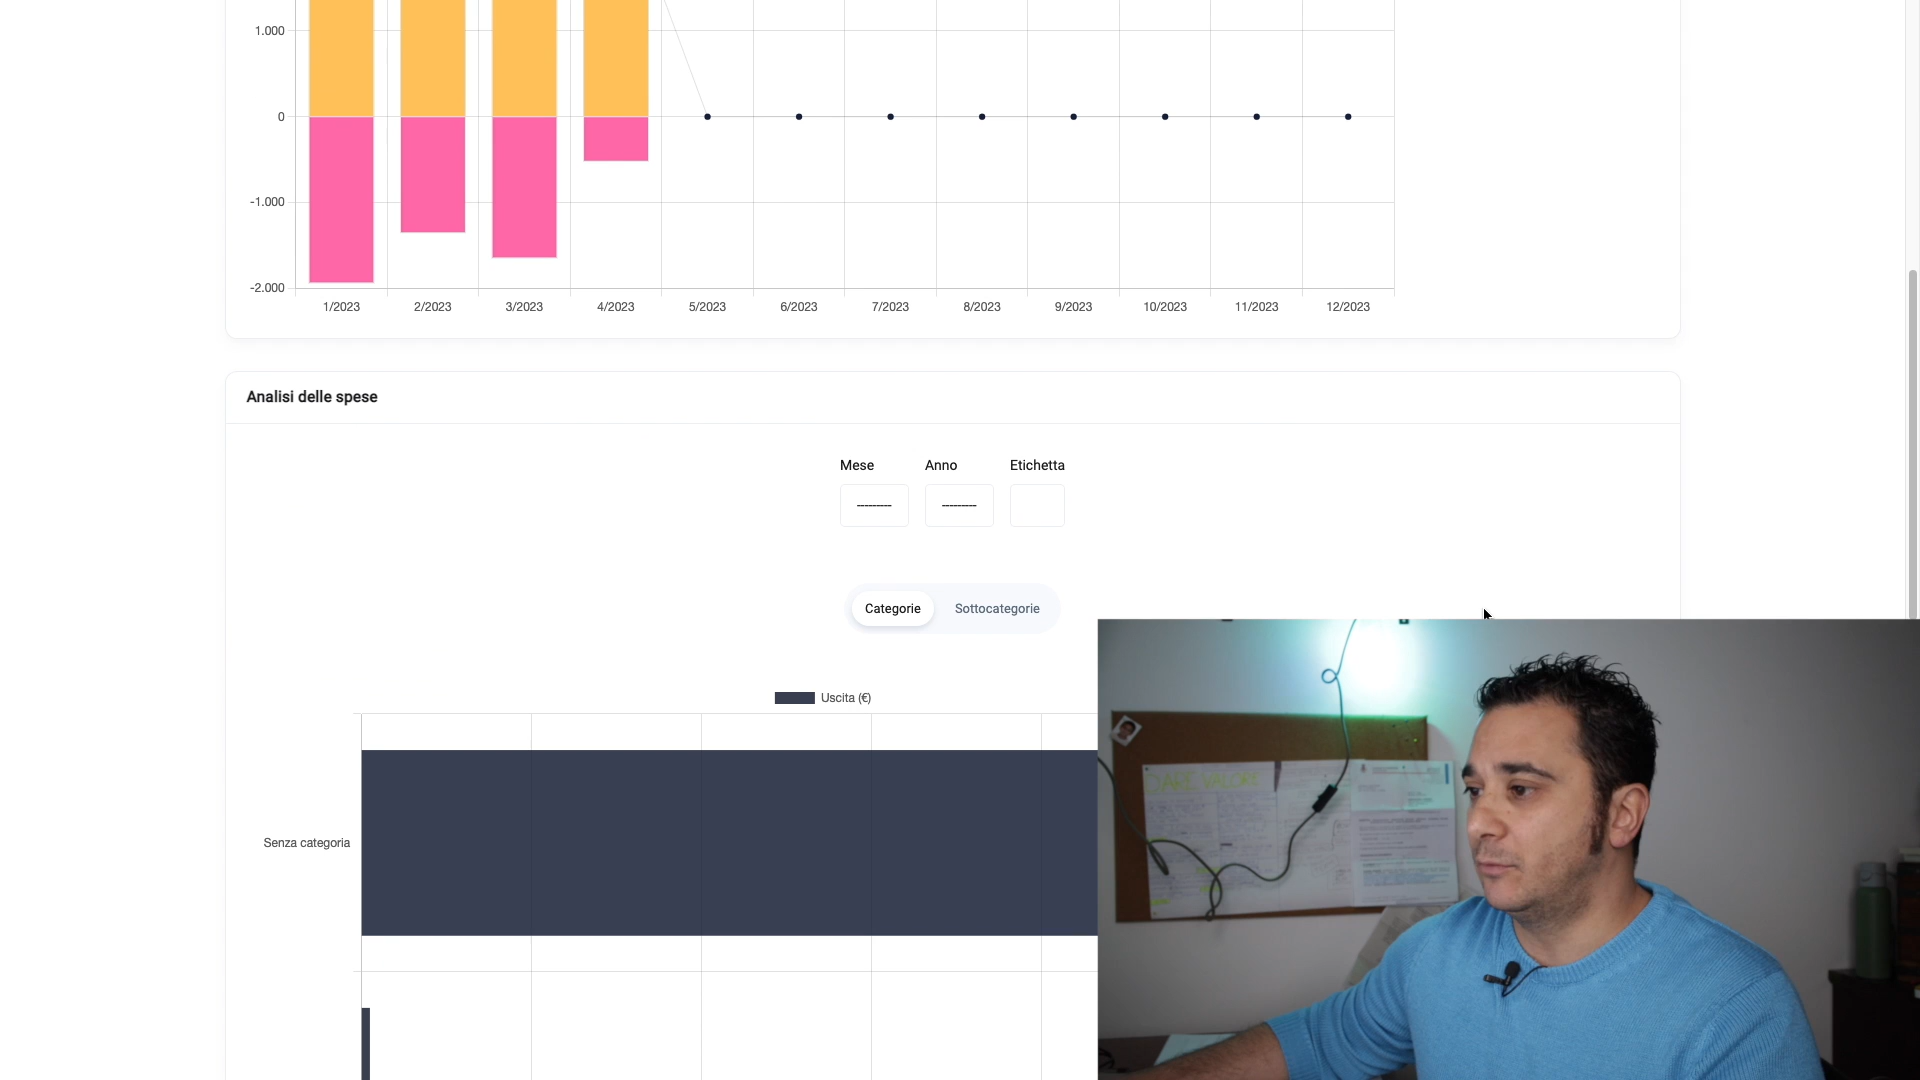 1.000
0
-1.000
-2.000
1/2023 2/2023 3/2023 4/2023 5/2023 6/2023 7/2023 8/2023 9/2023 10/2023 11/2023 12/2023
Analisi delle spese
Mese Anno Etichetta
--------- ---------
Categorie Sottocategorie
Uscita (€)
Senza categoria
DARE VALORE